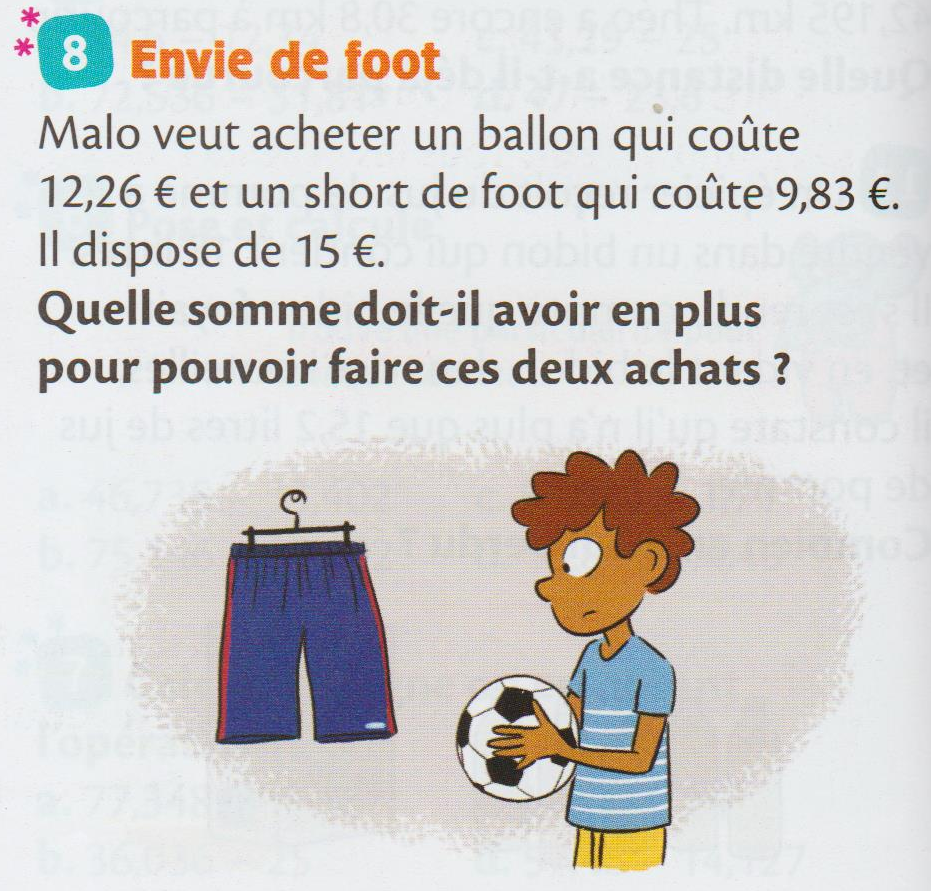 * * 8 Envie de foot
Malo veut acheter un ballon qui coûte
12,26 € et un short de foot qui coûte 9,83 €.
Il dispose de 15 €.
Quelle somme doit-il avoir en plus
pour pouvoir faire ces deux achats ?